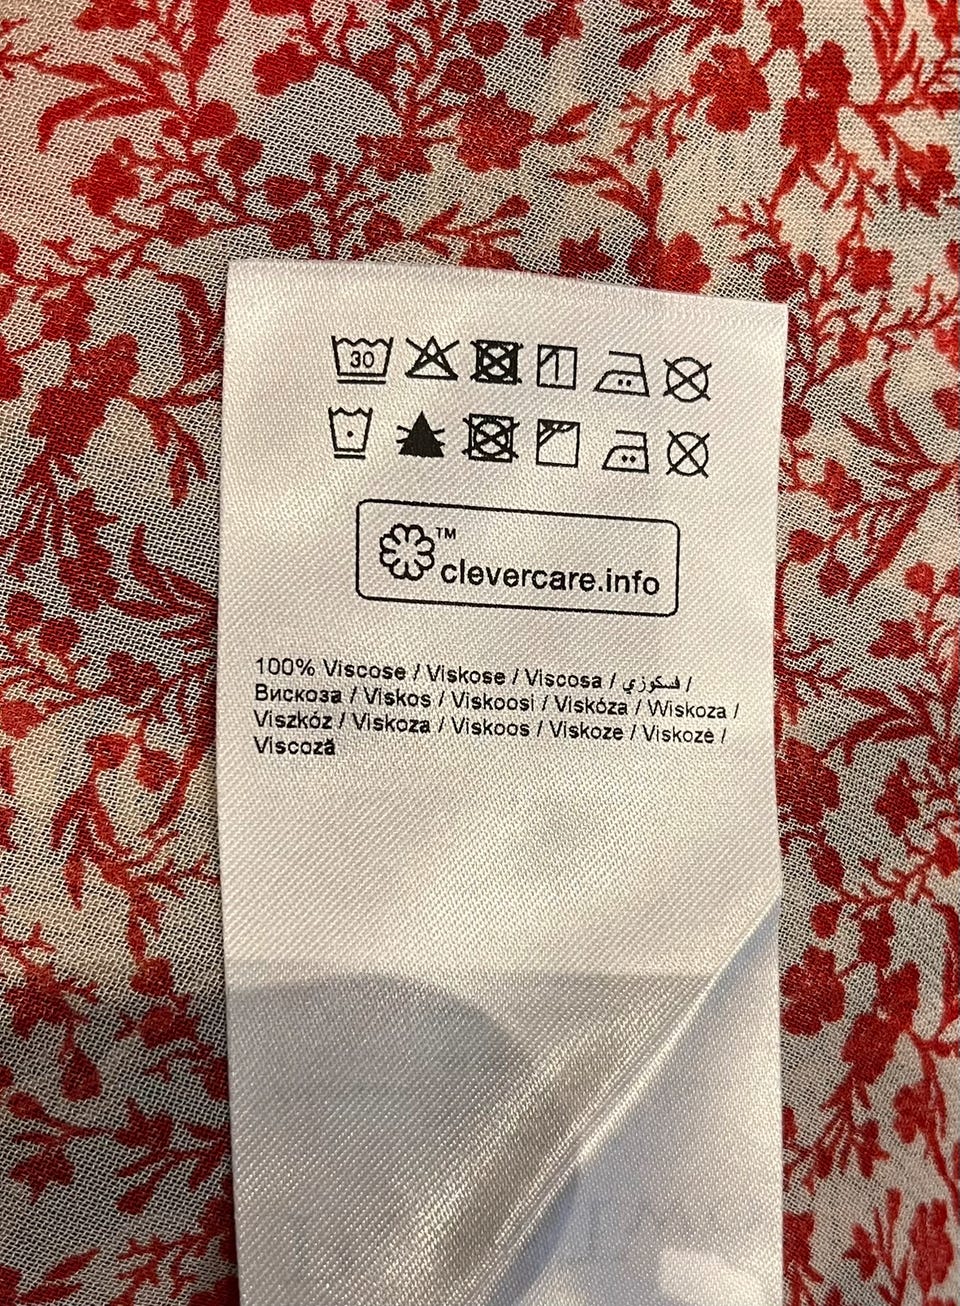 30
™
clevercare.info
100% Viscose / Viskose / Viscosa / فسكوزي /
Вискоза / Viskos / Viskoosi / Viskóza / Wiskoza /
Viszkóz / Viskoza / Viskoos / Viskoze / Viskozė /
Viscoză